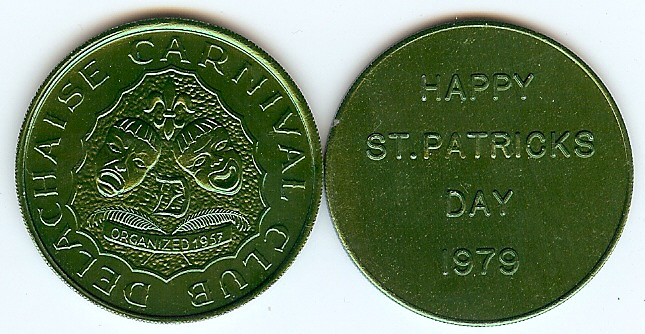 DELACHAISE CARNIVAL CLUB
ORGANIZED 1957
HAPPY
ST. PATRICKS
DAY
1979